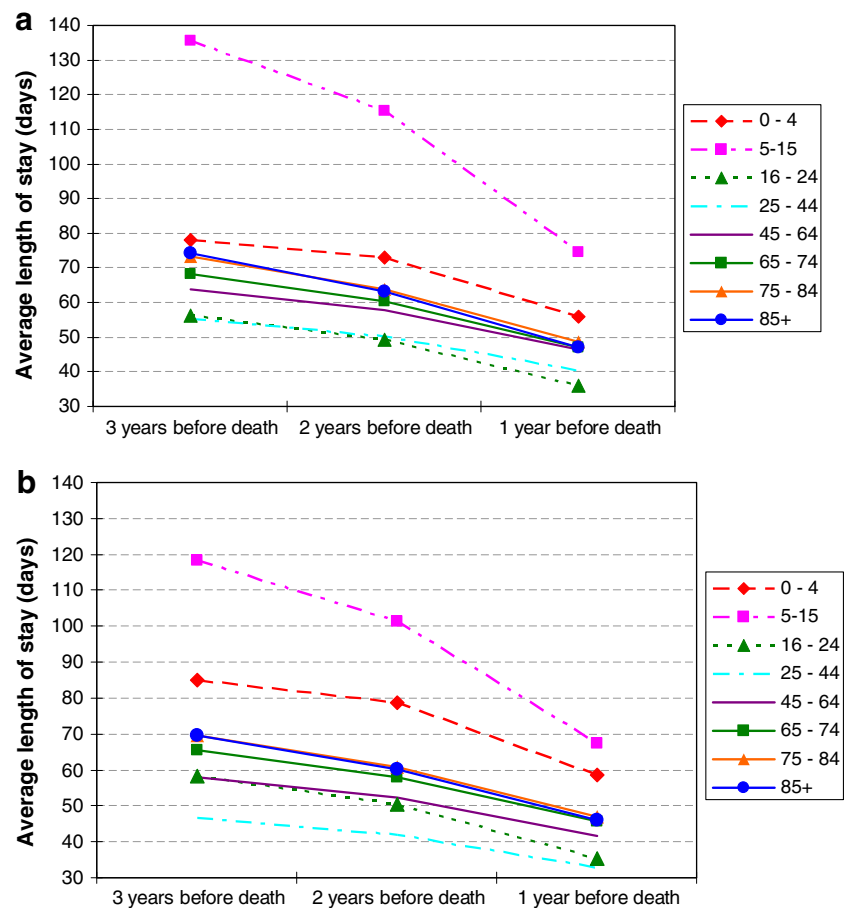 a
Average length of stay (days)
140
130
120
110
100
90
80
70
60
50
40
30
3 years before death 2 years before death 1 year before death
0 - 4
5-15
16 - 24
25 - 44
45 - 64
65 - 74
75 - 84
85+
b
Average length of stay (days)
140
130
120
110
100
90
80
70
60
50
40
30
3 years before death 2 years before death 1 year before death
0 - 4
5-15
16 - 24
25 - 44
45 - 64
65 - 74
75 - 84
85+